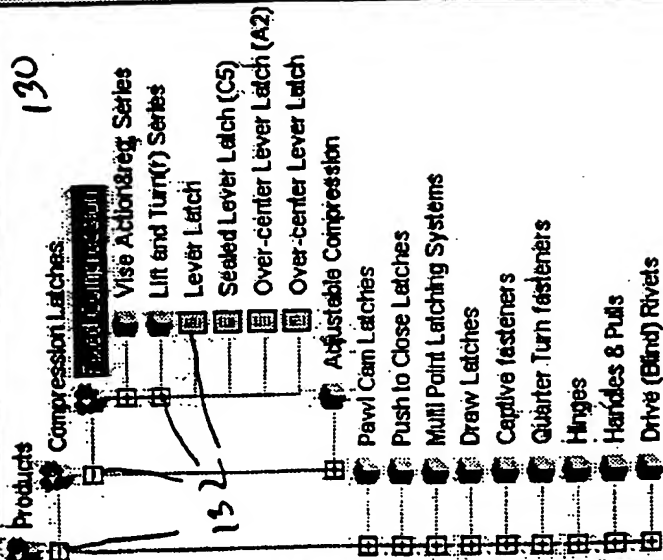 130
Products
Compression Latches
Fixed Compression
Vise Action&reg; Series
Lift and Turn(r) Series
Lever Latch
Sealed Lever Latch (C5)
Over-center Lever Latch (A2)
Over-center Lever Latch
Adjustable Compression
132
Pawl Cam Latches
Push to Close Latches
Multi Point Latching Systems
Draw Latches
Captive fasteners
Quarter Turn fasteners
Hinges
Handles & Pulls
Drive (Blind) Rivets